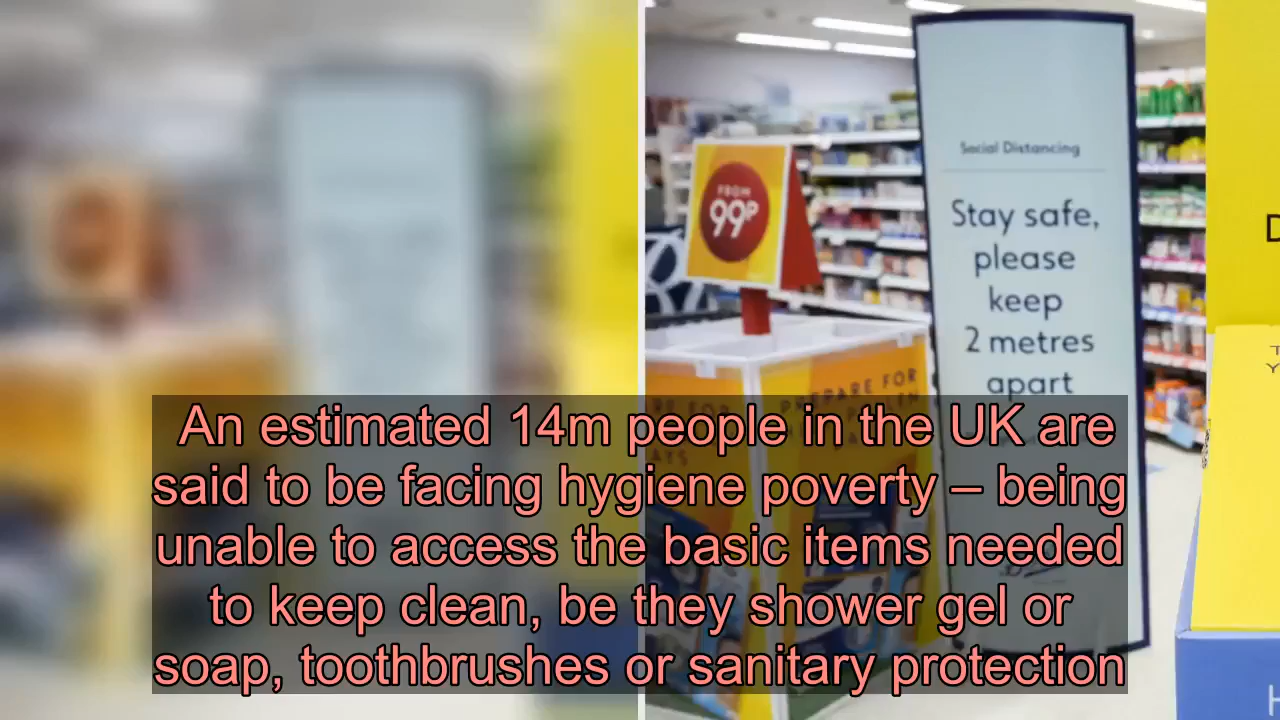 Social Distancing
Stay safe,
please
keep
2 metres
apart
FROM
99P
PREPARE FOR
An estimated 14m people in the UK are
said to be facing hygiene poverty – being
unable to access the basic items needed
to keep clean, be they shower gel or
soap, toothbrushes or sanitary protection